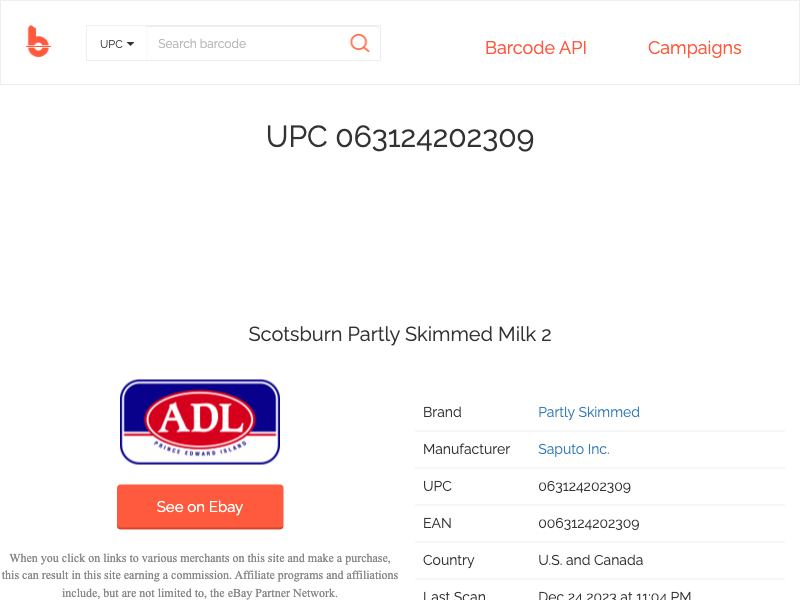 UPC
Search barcode
Barcode API
Campaigns
UPC 063124202309
Scotsburn Partly Skimmed Milk 2
ADL
PRINCE EDWARD ISLAND
See on Ebay
When you click on links to various merchants on this site and make a purchase,
this can result in this site earning a commission. Affiliate programs and affiliations
include, but are not limited to, the eBay Partner Network.
Brand Partly Skimmed
Manufacturer Saputo Inc.
UPC 063124202309
EAN 0063124202309
Country U.S. and Canada
Last Scan Dec 24 2023 at 11:04 PM